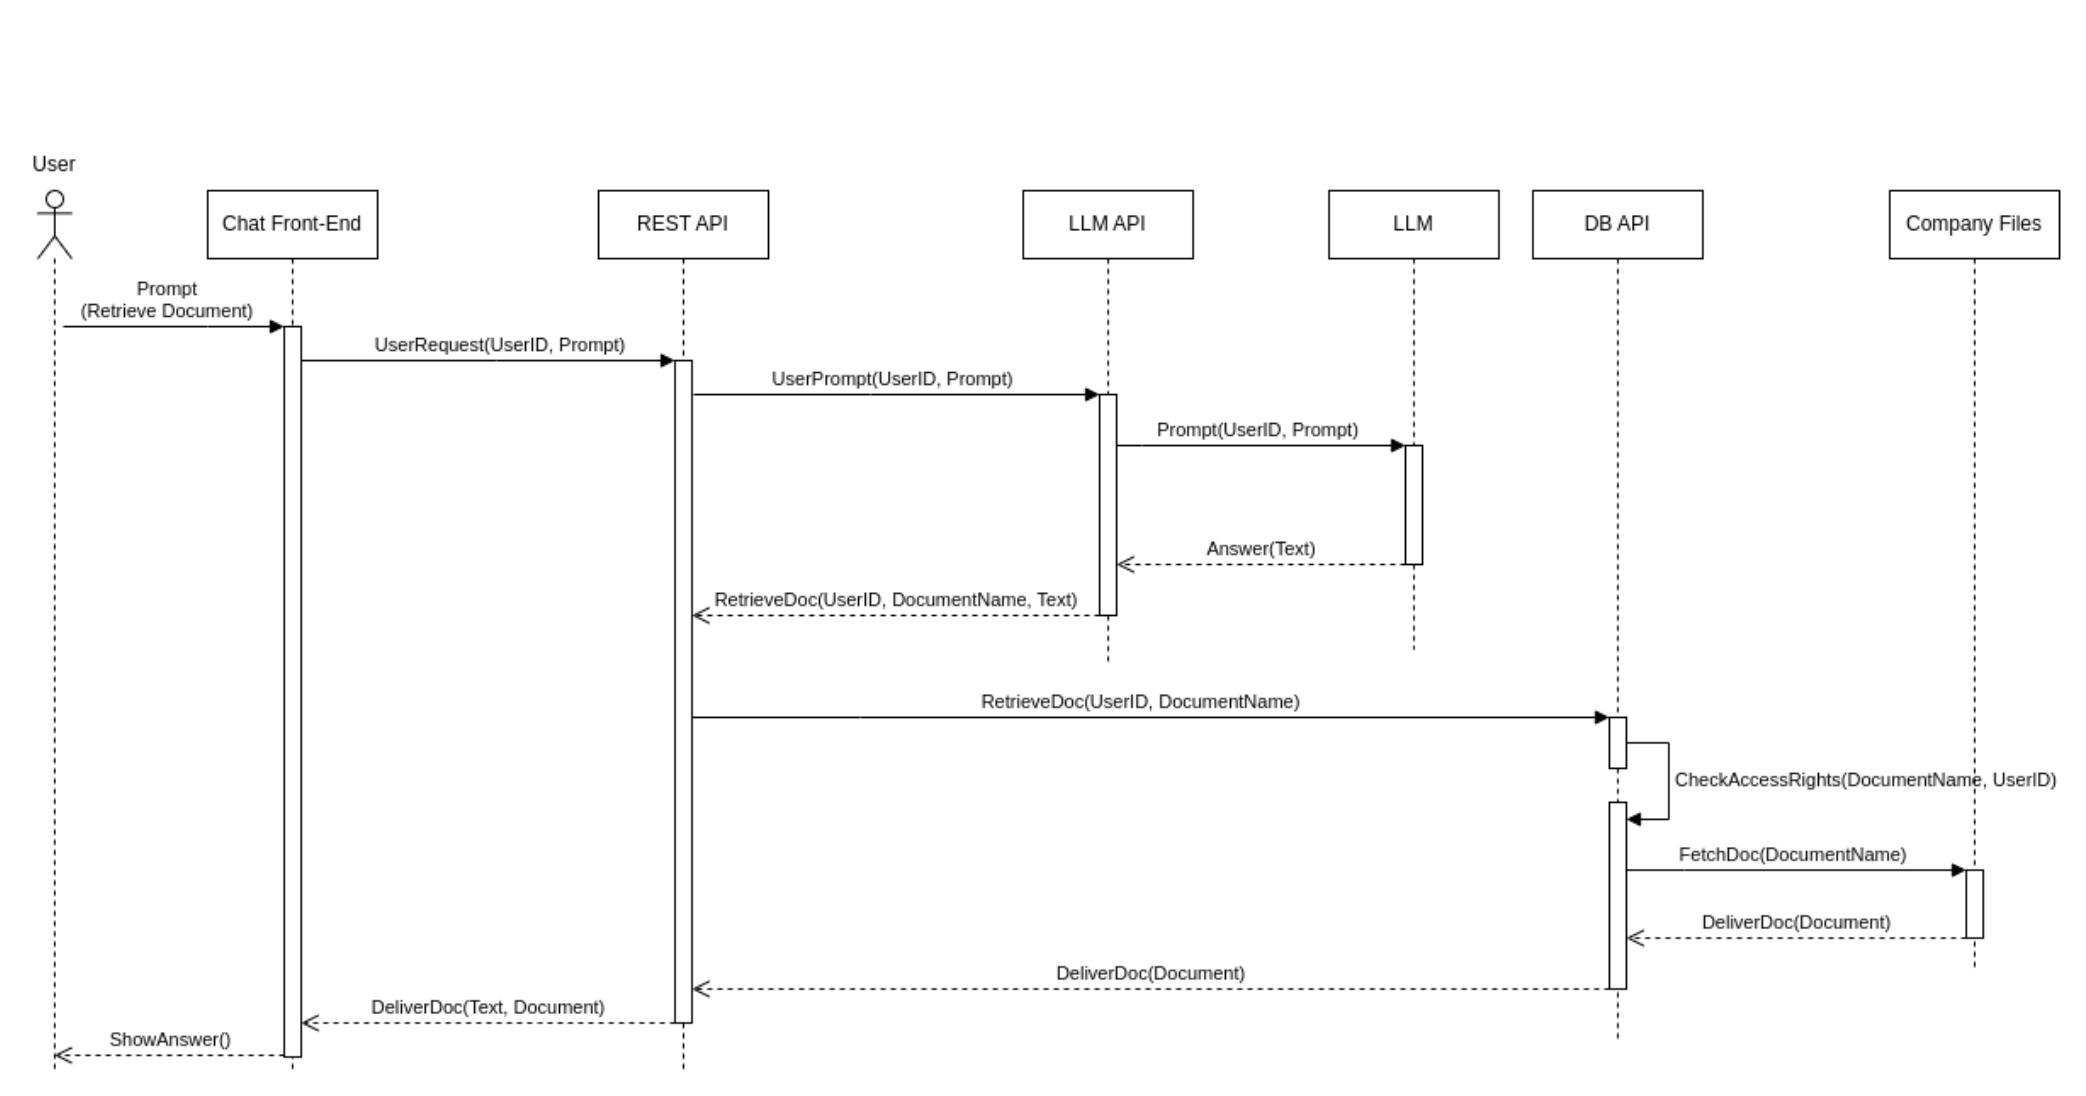 User
Chat Front-End
REST API
LLM API
LLM
DB API
Company Files
Prompt
(Retrieve Document)
UserRequest(UserID, Prompt)
UserPrompt(UserID, Prompt)
Prompt(UserID, Prompt)
Answer(Text)
RetrieveDoc(UserID, DocumentName, Text)
RetrieveDoc(UserID, DocumentName)
CheckAccessRights(DocumentName, UserID)
FetchDoc(DocumentName)
DeliverDoc(Document)
DeliverDoc(Document)
DeliverDoc(Text, Document)
ShowAnswer()